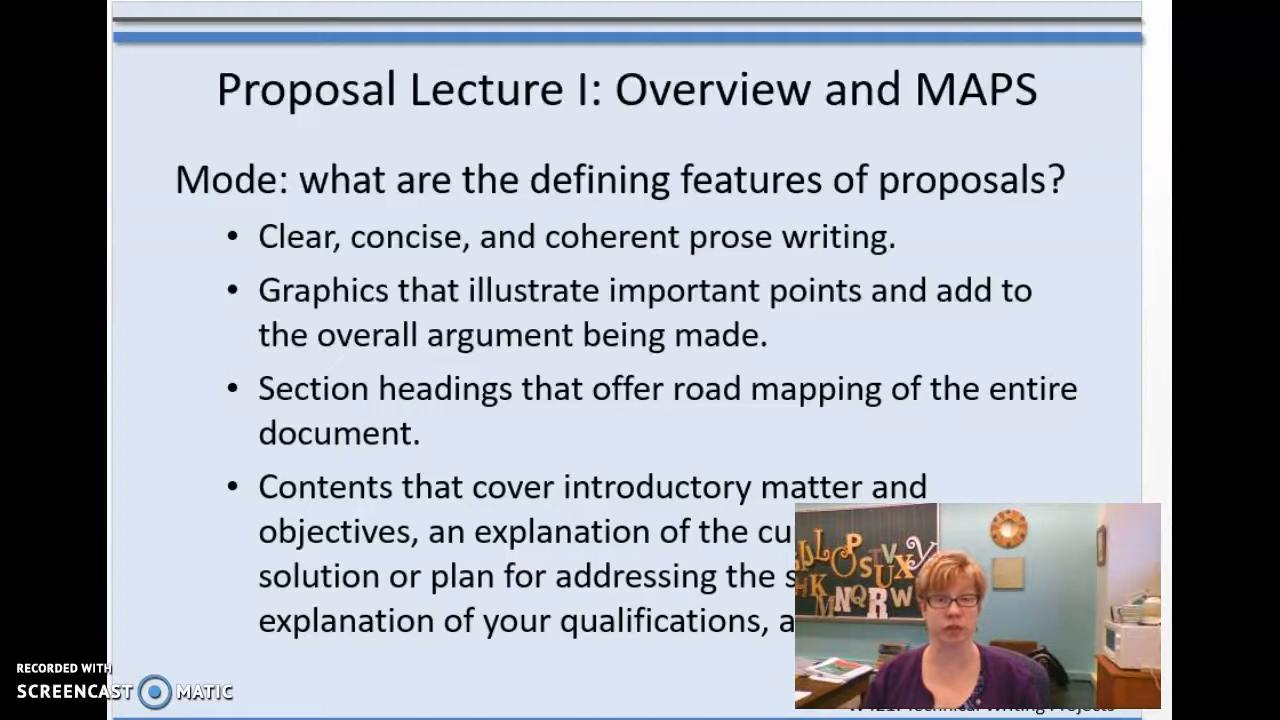 Proposal Lecture I: Overview and MAPS
Mode: what are the defining features of proposals?
• Clear, concise, and coherent prose writing.
• Graphics that illustrate important points and add to
the overall argument being made.
• Section headings that offer road mapping of the entire
document.
• Contents that cover introductory matter and
objectives, an explanation of the cu
solution or plan for addressing the s
explanation of your qualifications, a
RECORDED WITH
SCREENCAST MATIC
Technical Writing Projects